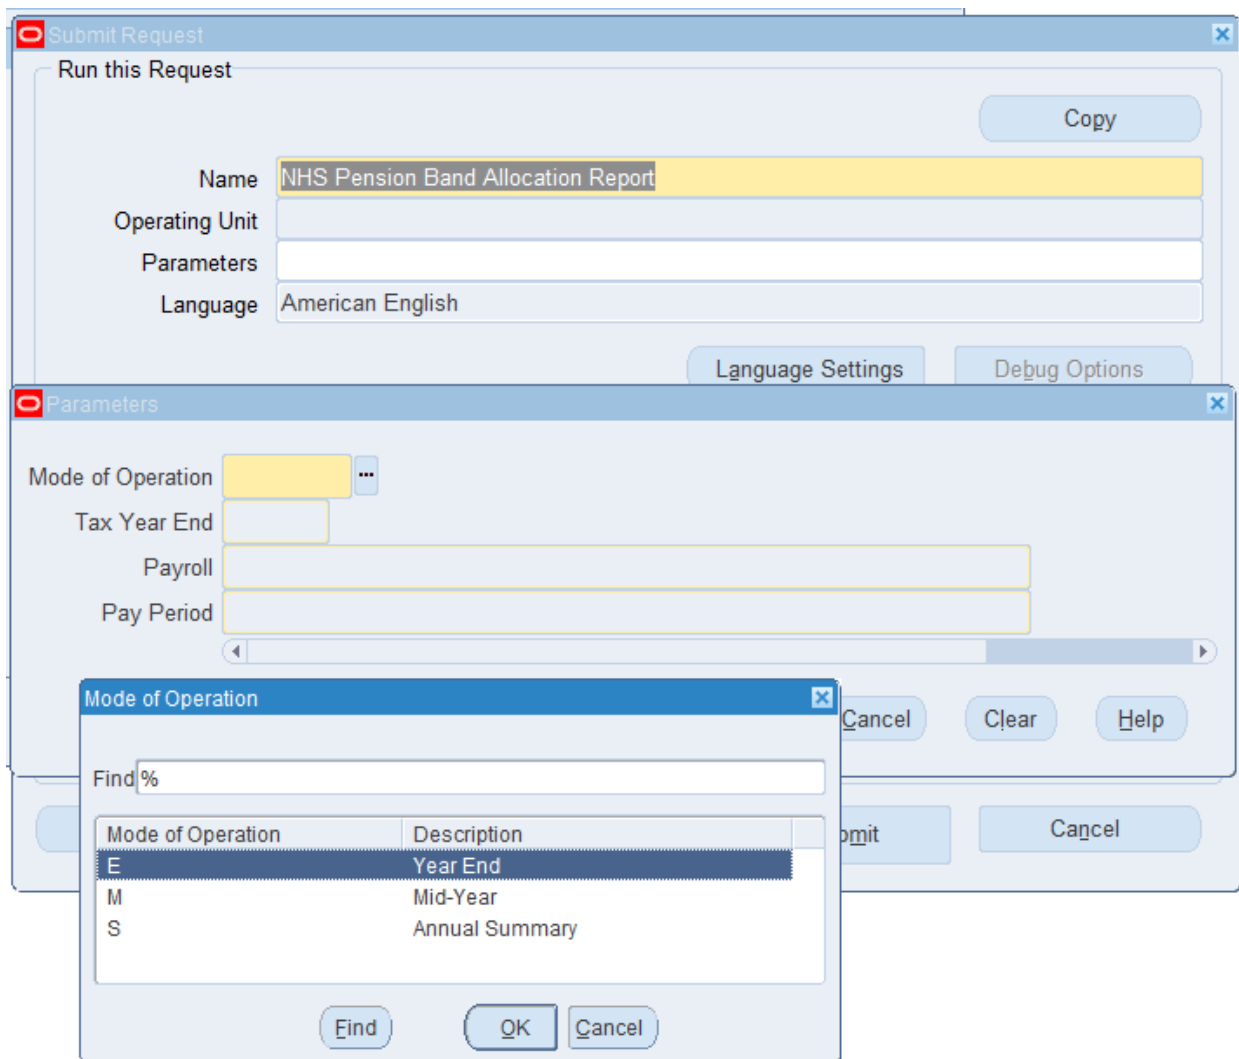 Submit Request
Run this Request
Copy
Name NHS Pension Band Allocation Report
Operating Unit
Parameters
Language American English
Language Settings Debug Options
Parameters
Mode of Operation ...
Tax Year End
Payroll
Pay Period
Mode of Operation
Cancel Clear Help
Find %
Mode of Operation Description
E Year End
M Mid-Year
S Annual Summary
omit Cancel
Find OK Cancel